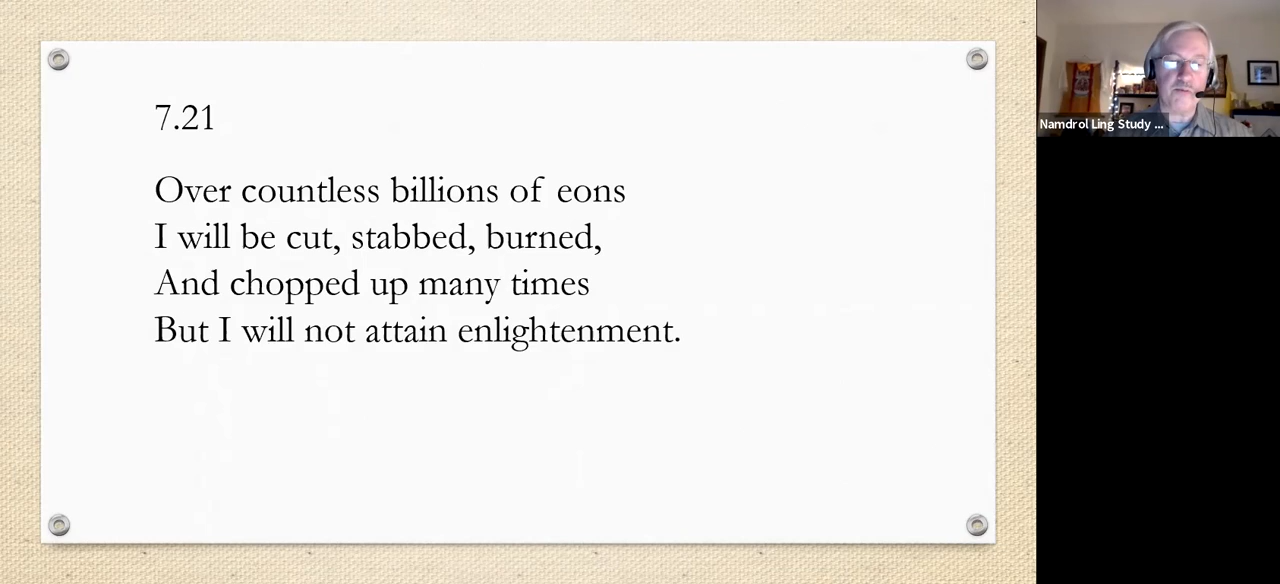 7.21
Over countless billions of eons
I will be cut, stabbed, burned,
And chopped up many times
But I will not attain enlightenment.
Namdrol Ling Study ...